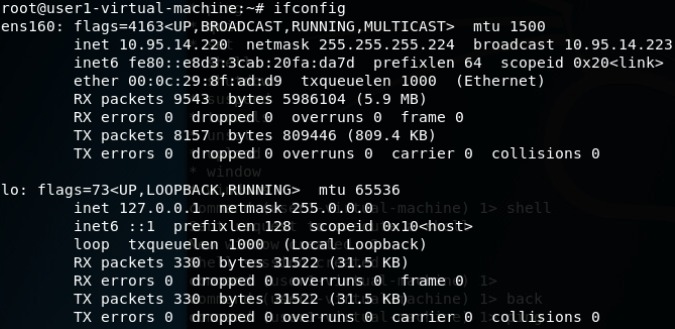 root@user1-virtual-machine:~# ifconfig
ens160: flags=4163<UP,BROADCAST,RUNNING,MULTICAST>  mtu 1500
        inet 10.95.14.220  netmask 255.255.255.224  broadcast 10.95.14.223
        inet6 fe80::e8d3:3cab:20fa:da7d  prefixlen 64  scopeid 0x20<link>
        ether 00:0c:29:8f:ad:d9  txqueuelen 1000  (Ethernet)
        RX packets 9543  bytes 5986104 (5.9 MB)
        RX errors 0  dropped 0  overruns 0  frame 0
        TX packets 8157  bytes 809446 (809.4 KB)
        TX errors 0  dropped 0 overruns 0  carrier 0  collisions 0
* window
lo: flags=73<UP,LOOPBACK,RUNNING>  mtu 65536
        inet 127.0.0.1  netmask 255.0.0.0
        inet6 ::1  prefixlen 128  scopeid 0x10<host>
        loop  txqueuelen 1000  (Local Loopback)
        RX packets 330  bytes 31522 (31.5 KB)
        RX errors 0  dropped 0  overruns 0  frame 0
        TX packets 330  bytes 31522 (31.5 KB)
        TX errors 0  dropped 0 overruns 0  carrier 0  collisions 0